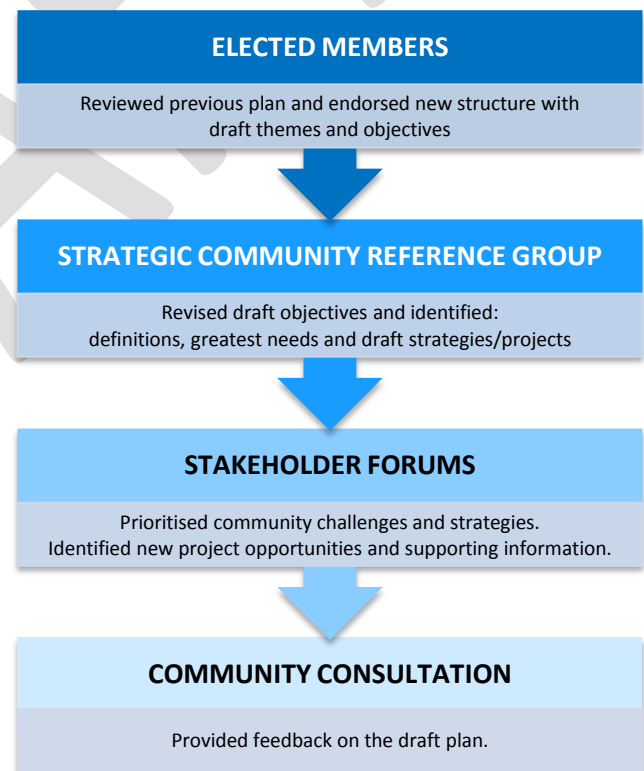 ELECTED MEMBERS
Reviewed previous plan and endorsed new structure with
draft themes and objectives
STRATEGIC COMMUNITY REFERENCE GROUP
Revised draft objectives and identified:
definitions, greatest needs and draft strategies/projects
STAKEHOLDER FORUMS
Prioritised community challenges and strategies.
Identified new project opportunities and supporting information.
COMMUNITY CONSULTATION
Provided feedback on the draft plan.